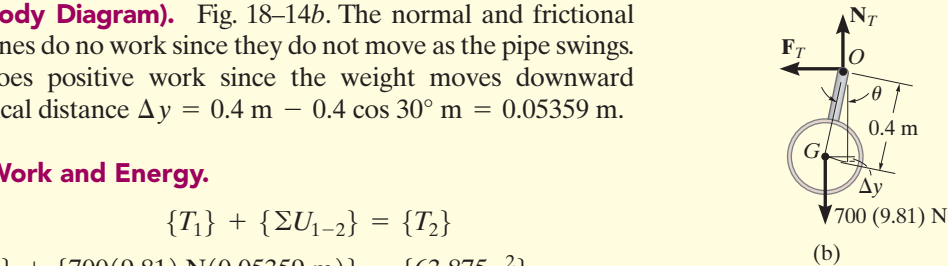 ody Diagram). Fig. 18–14b. The normal and frictional
nes do no work since they do not move as the pipe swings.
oes positive work since the weight moves downward
ical distance Δy = 0.4 m − 0.4 cos 30° m = 0.05359 m.
Work and Energy.
{T₁} + {ΣU₁₋₂} = {T₂}
N_T
F_T
O
θ
0.4 m
G
Δy
700 (9.81) N
(b)